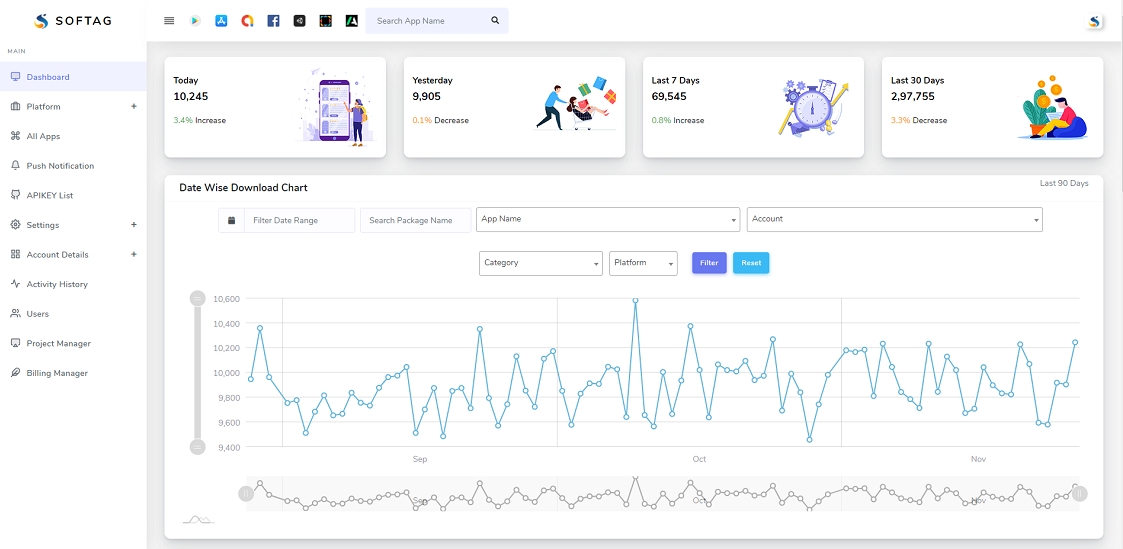 SOFTAG
Search App Name
MAIN
Dashboard
Platform +
All Apps
Push Notification
APIKEY List
Settings +
Account Details +
Activity History
Users
Project Manager
Billing Manager
Today
10,245
3.4% Increase
Yesterday
9,905
0.1% Decrease
Last 7 Days
69,545
0.8% Increase
Last 30 Days
2,97,755
3.3% Decrease
Date Wise Download Chart
Last 90 Days
Filter Date Range
Search Package Name
App Name
Account
Category
Platform
Filter
Reset
10,600
10,400
10,200
10,000
9,800
9,600
9,400
Sep
Oct
Nov
Sep
Oct
Nov